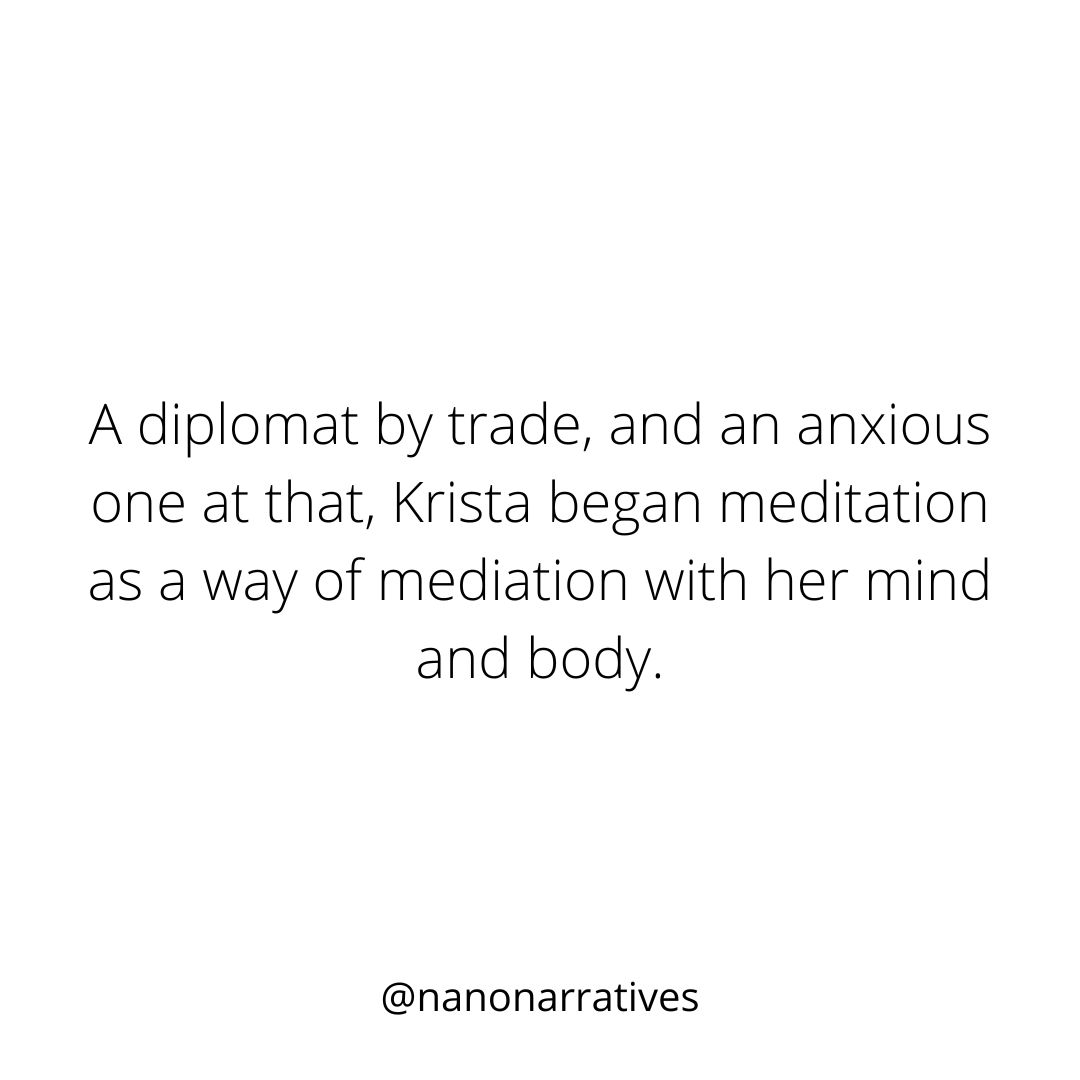 A diplomat by trade, and an anxious
one at that, Krista began meditation
as a way of mediation with her mind
and body.
@nanonarratives